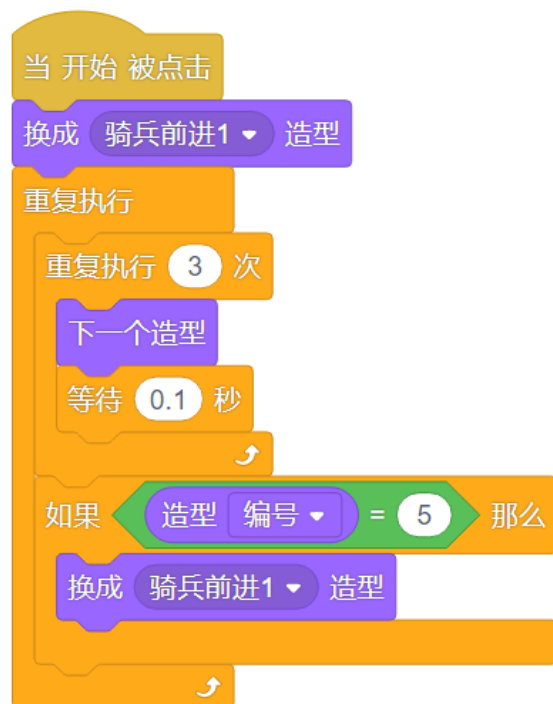 当 开始 被点击
换成 骑兵前进1 造型
重复执行
重复执行 3 次
下一个造型
等待 0.1 秒
如果 造型 编号 = 5 那么
换成 骑兵前进1 造型